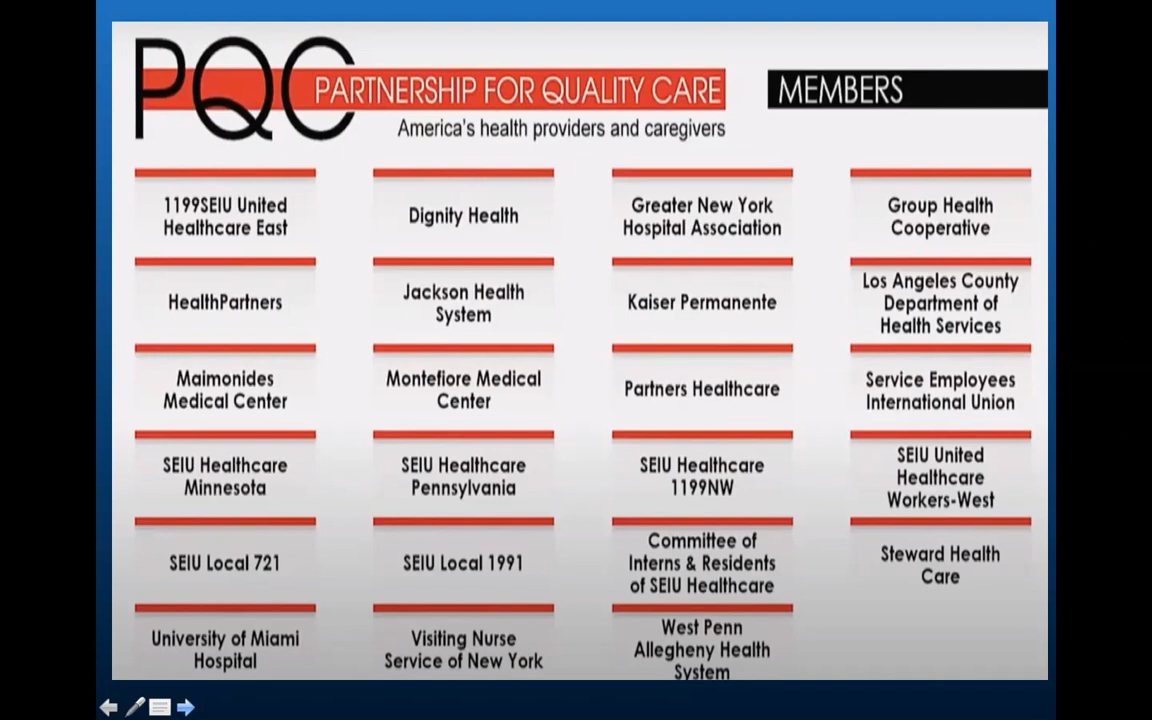 PQC
PARTNERSHIP FOR QUALITY CARE
America's health providers and caregivers
MEMBERS
1199SEIU United
Healthcare East
Dignity Health
Greater New York
Hospital Association
Group Health
Cooperative
HealthPartners
Jackson Health
System
Kaiser Permanente
Los Angeles County
Department of
Health Services
Maimonides
Medical Center
Montefiore Medical
Center
Partners Healthcare
Service Employees
International Union
SEIU Healthcare
Minnesota
SEIU Healthcare
Pennsylvania
SEIU Healthcare
1199NW
SEIU United
Healthcare
Workers-West
SEIU Local 721
SEIU Local 1991
Committee of
Interns & Residents
of SEIU Healthcare
Steward Health
Care
University of Miami
Hospital
Visiting Nurse
Service of New York
West Penn
Allegheny Health
System